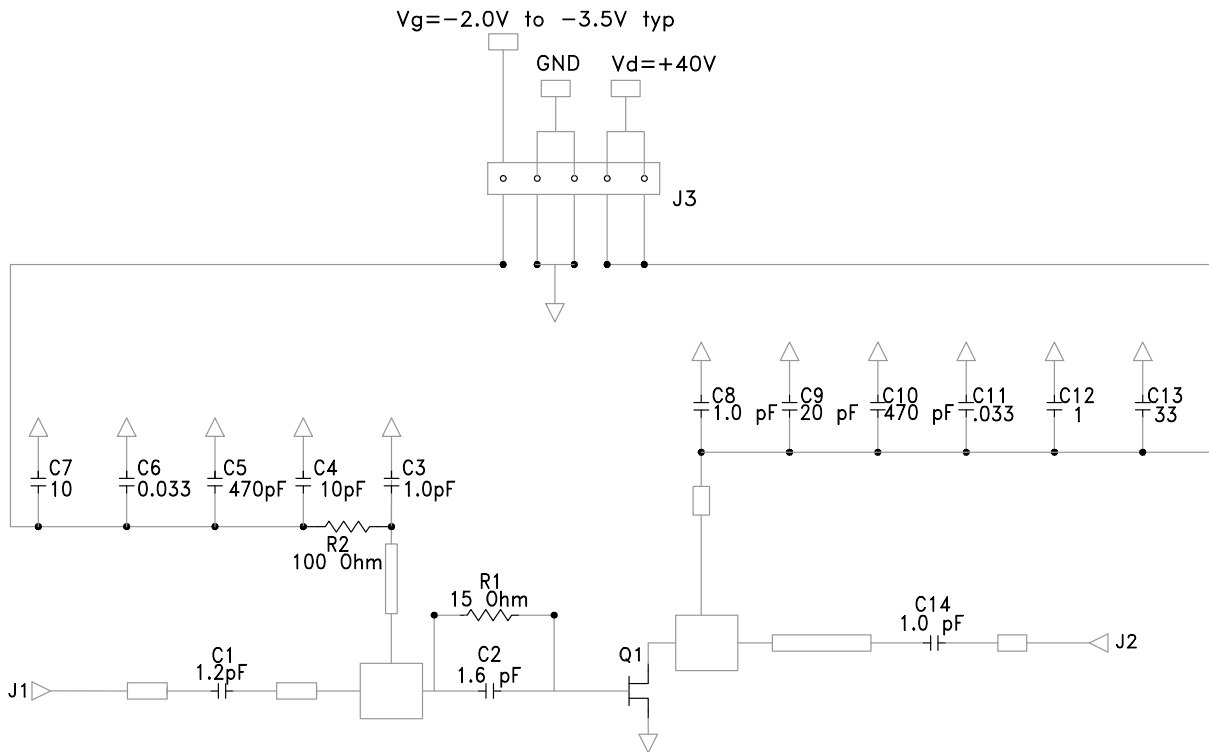 Vg=-2.0V to -3.5V typ
GND
Vd=+40V
J3
C8
1.0 pF
C9
20 pF
C10
470 pF
C11
.033
C12
1
C13
33
C7
10
C6
0.033
C5
470pF
C4
10pF
C3
1.0pF
R2
100 Ohm
R1
15 Ohm
C14
1.0 pF
J2
Q1
C1
1.2pF
C2
1.6 pF
J1